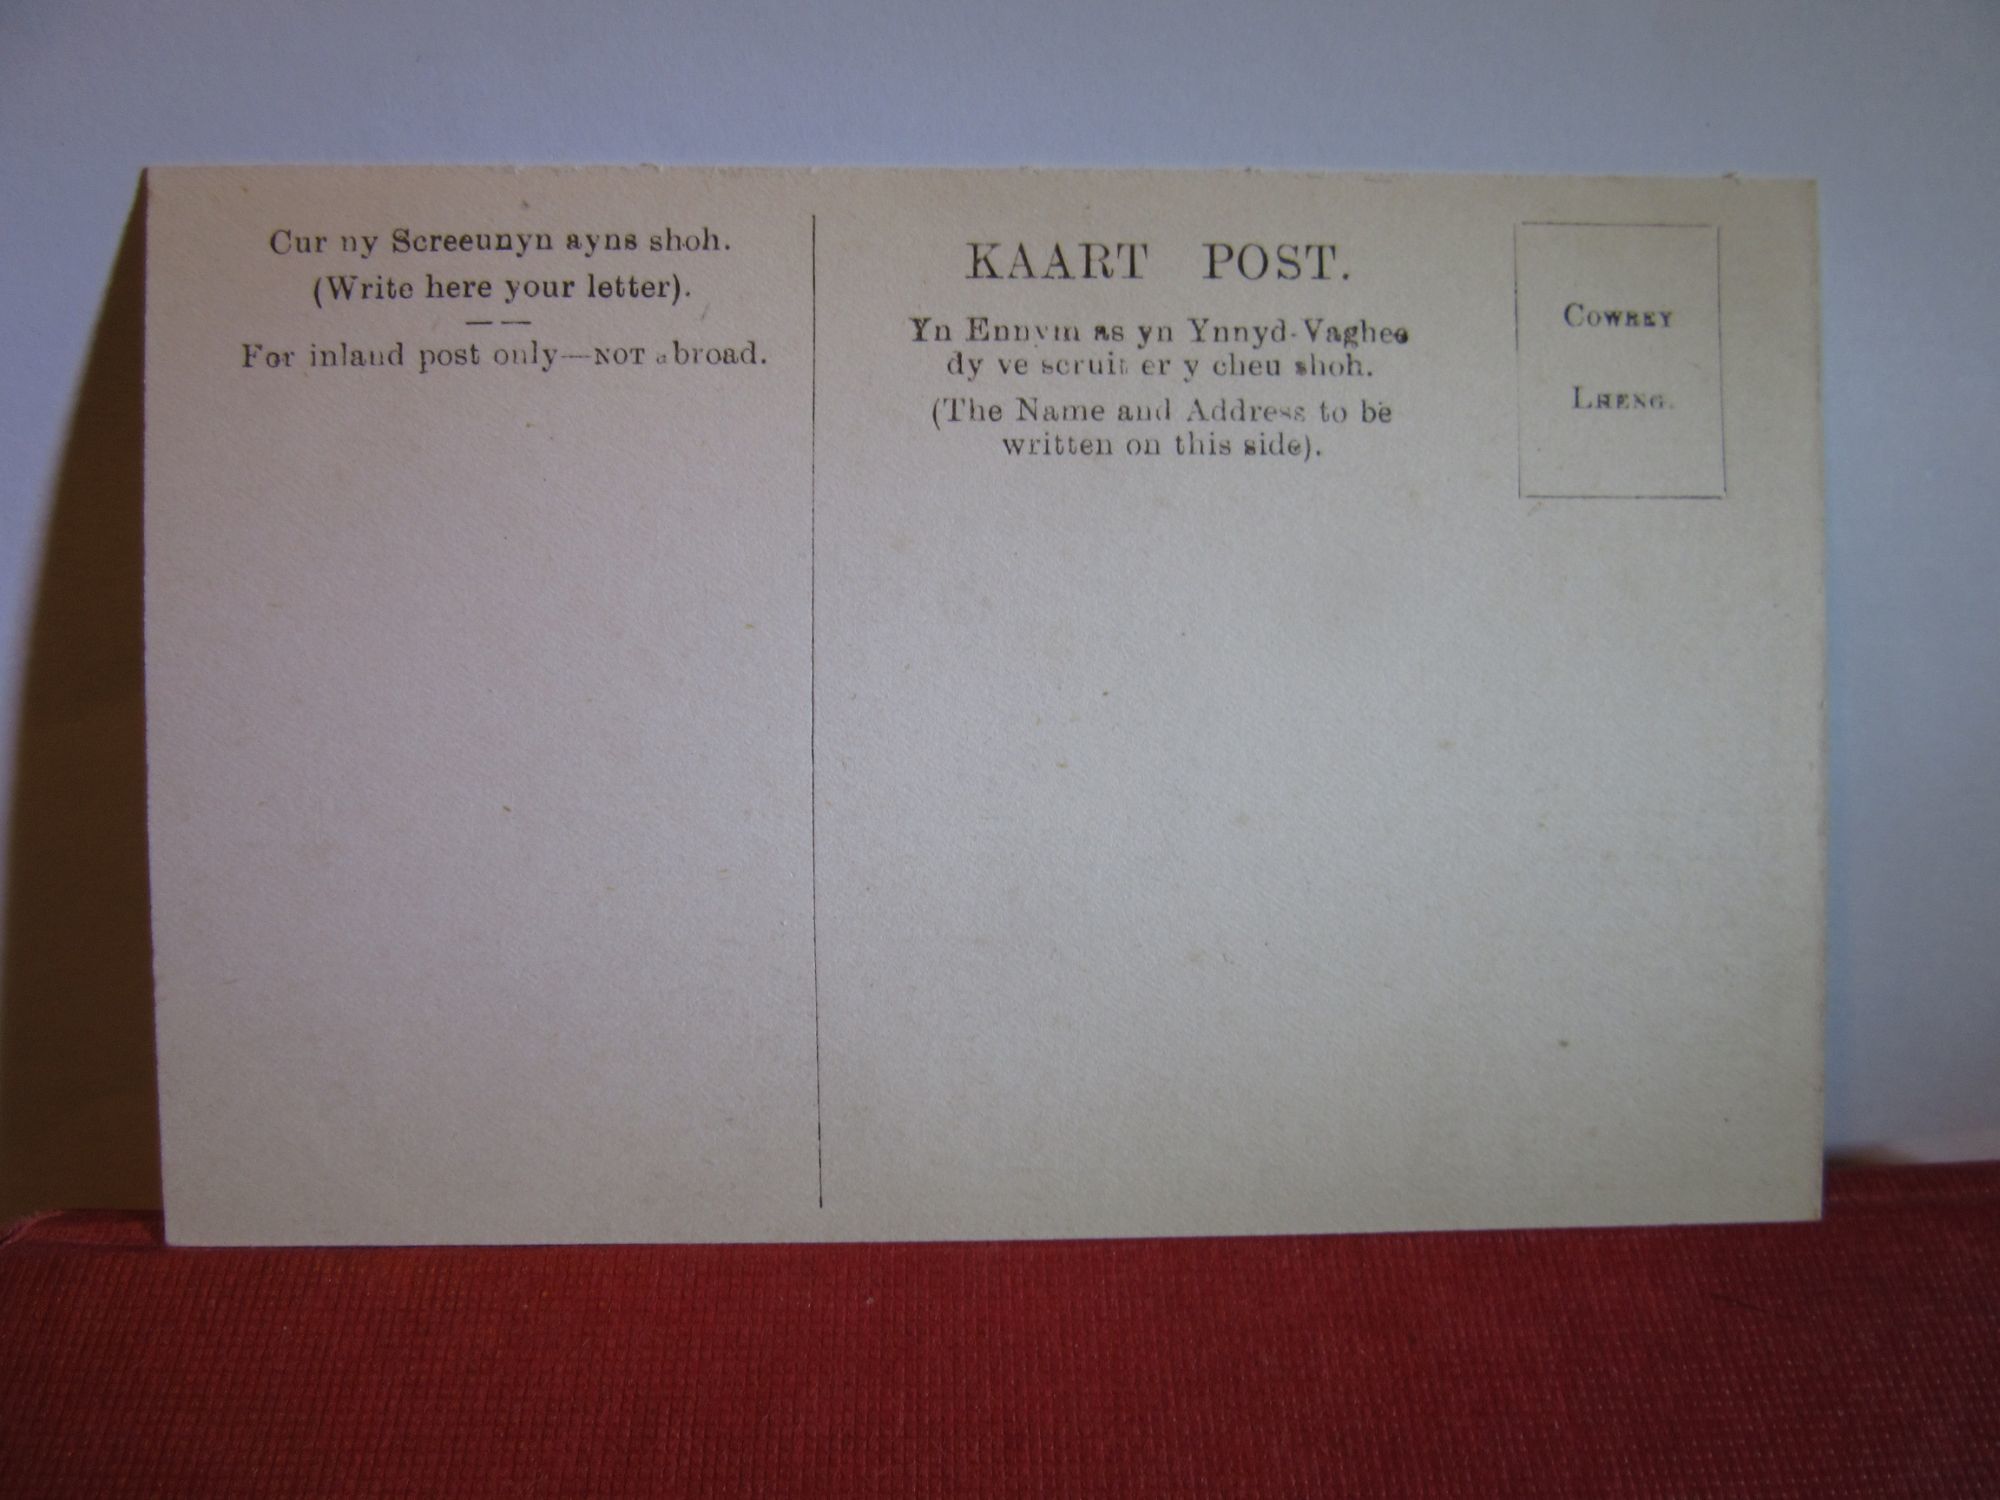 Cur ny Screeunyn ayns shoh.
(Write here your letter).
For inland post only—NOT abroad.
KAART POST.
Yn Ennym as yn Ynnyd-Vaghee
dy ve scruit er y cheu shoh.
(The Name and Address to be
written on this side).
COWREY
LHENG.